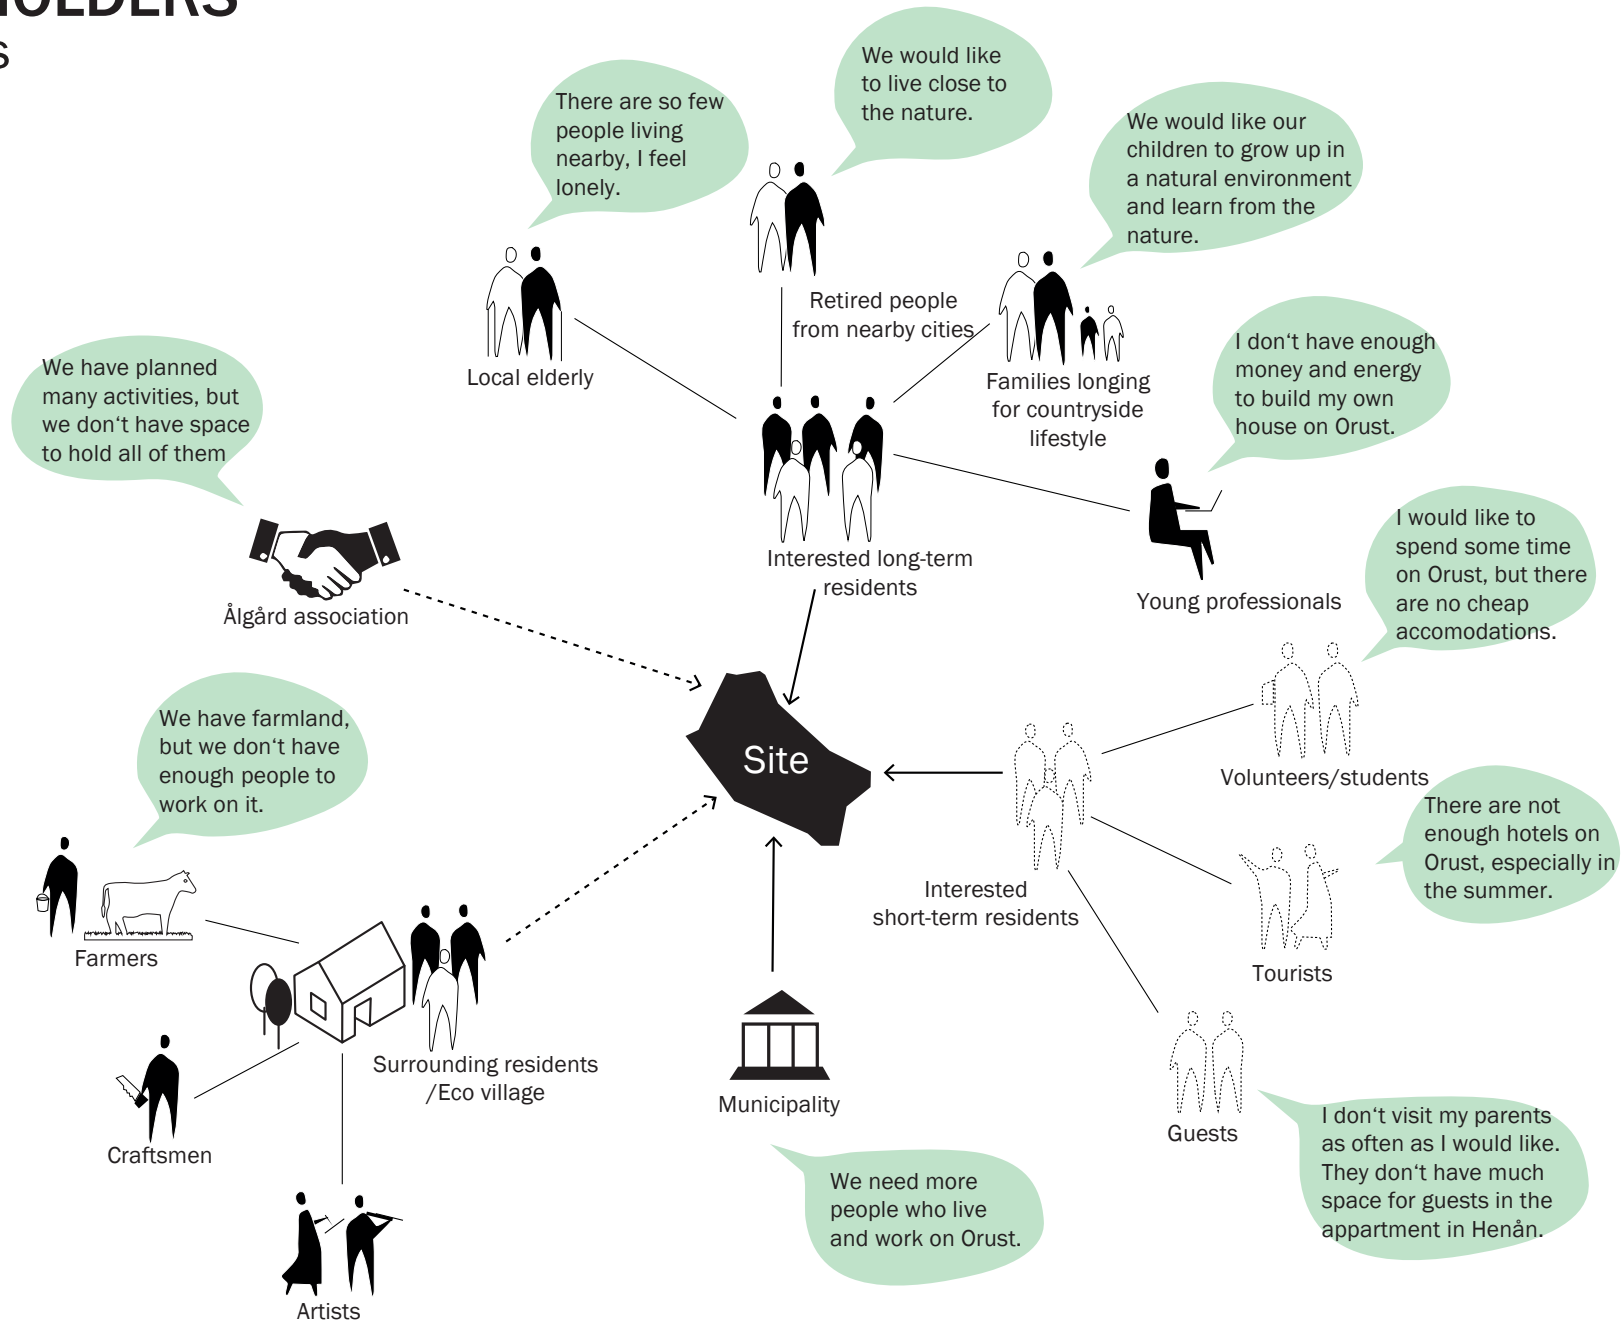 HOLDERS
s
We would like
to live close to
the nature.
There are so few
people living
nearby, I feel
lonely.
We would like our
children to grow up in
a natural environment
and learn from the
nature.
Retired people
from nearby cities
Local elderly
Families longing
for countryside
lifestyle
I don‘t have enough
money and energy
to build my own
house on Orust.
We have planned
many activities, but
we don‘t have space
to hold all of them
Ålgård association
Interested long-term
residents
Young professionals
I would like to
spend some time
on Orust, but there
are no cheap
accomodations.
Site
We have farmland,
but we don‘t have
enough people to
work on it.
Volunteers/students
There are not
enough hotels on
Orust, especially in
the summer.
Interested
short-term residents
Farmers
Tourists
Surrounding residents
/Eco village
Municipality
Guests
Craftsmen
I don‘t visit my parents
as often as I would like.
They don‘t have much
space for guests in the
appartment in Henån.
We need more
people who live
and work on Orust.
Artists